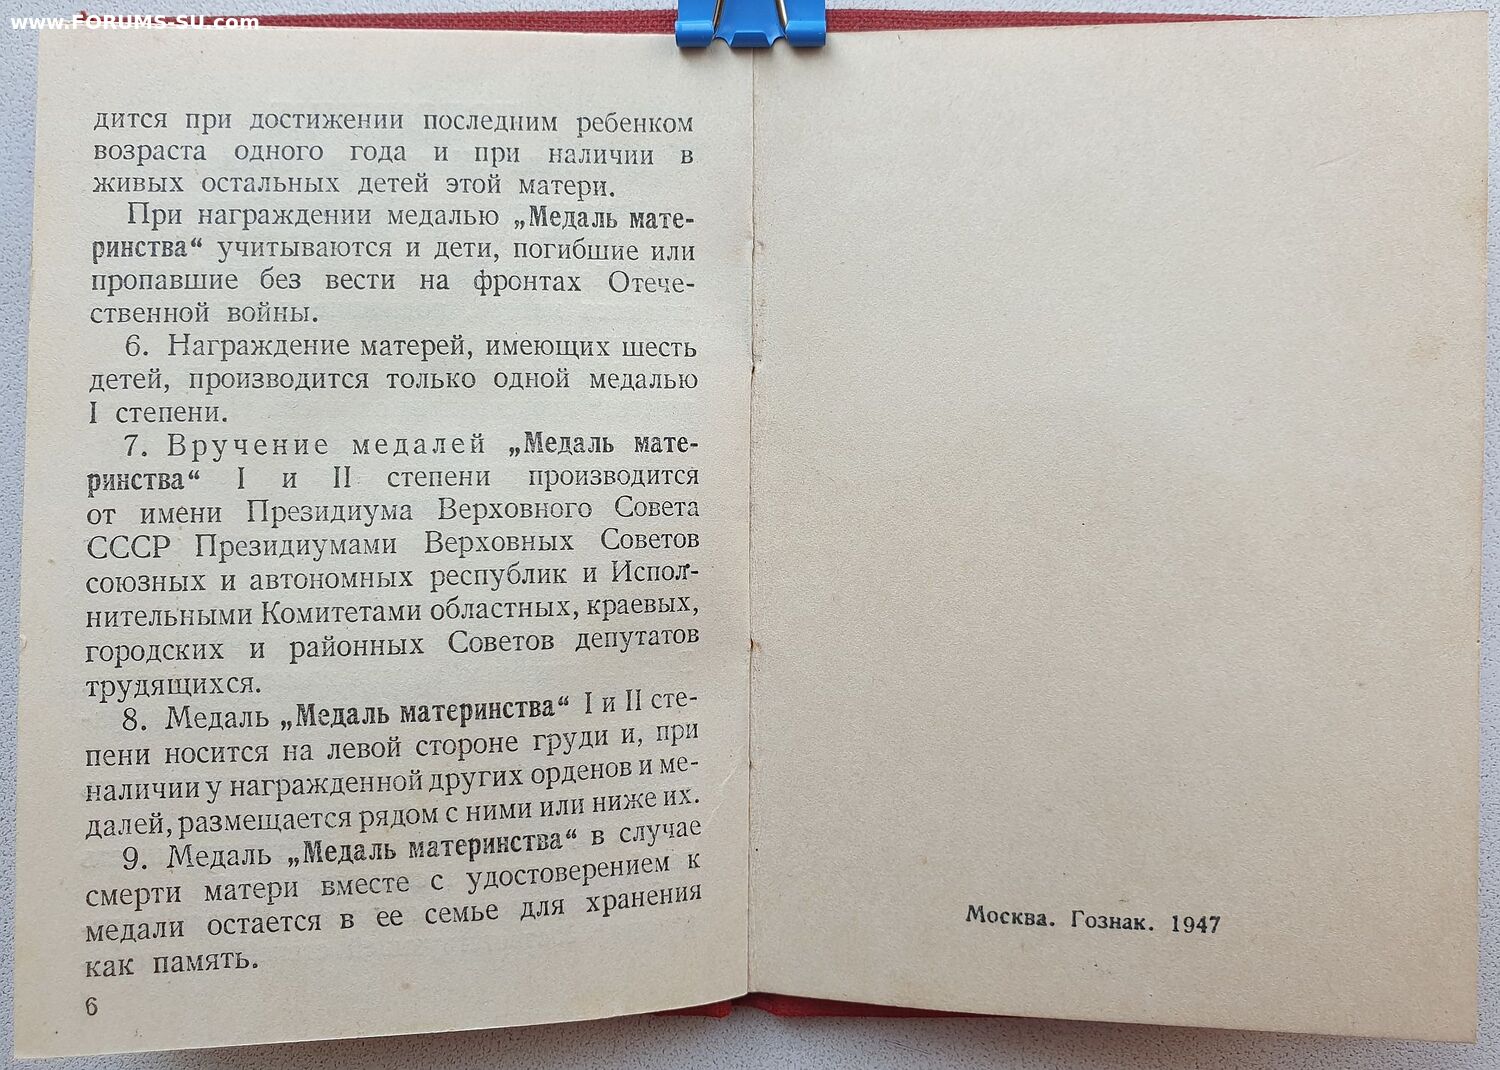 www.FORUMS-SU.com
дится при достижении последним ребенком
возраста одного года и при наличии в
живых остальных детей этой матери.
При награждении медалью „Медаль мате-
ринства“ учитываются и дети, погибшие или
пропавшие без вести на фронтах Отече-
ственной войны.
6. Награждение матерей, имеющих шесть
детей, производится только одной медалью
I степени.
7. Вручение медалей „Медаль мате-
ринства“ I и II степени производится
от имени Президиума Верховного Совета
СССР Президиумами Верховных Советов
союзных и автономных республик и Испол-
нительными Комитетами областных, краевых,
городских и районных Советов депутатов
трудящихся.
8. Медаль „Медаль материнства“ I и II сте-
пени носится на левой стороне груди и, при
наличии у награжденной других орденов и ме-
далей, размещается рядом с ними или ниже их.
9. Медаль „Медаль материнства“ в случае
смерти матери вместе с удостоверением к
медали остается в ее семье для хранения
как память.
6
Москва. Гознак. 1947